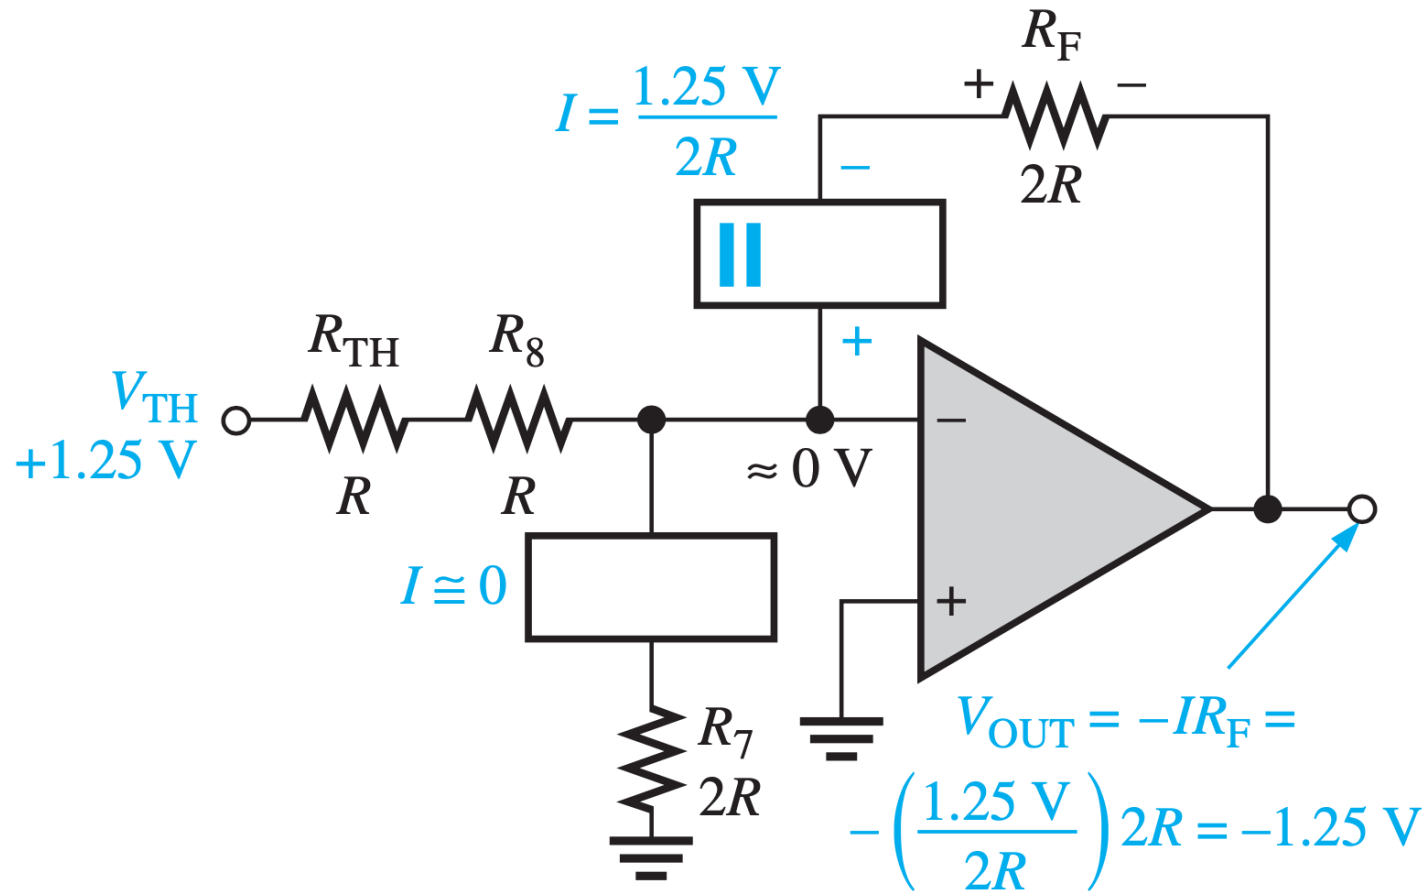 R_F
+ −
I = 1.25 V / 2R
2R
−
+
R_TH R_8
V_TH
+1.25 V
R R
≈ 0 V
−
I ≅ 0
+
R_7
2R
V_OUT = −IR_F =
−(1.25 V / 2R) 2R = −1.25 V